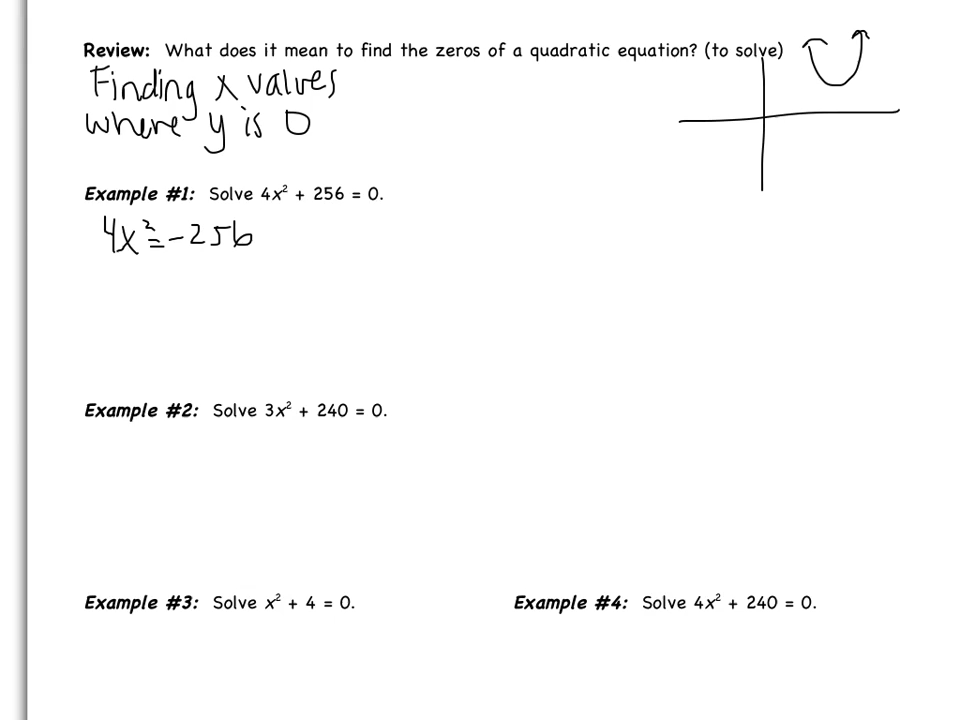 Review: What does it mean to find the zeros of a quadratic equation? (to solve)
Finding x values
where y is 0
Example #1: Solve 4x² + 256 = 0.
4x² = -256
Example #2: Solve 3x² + 240 = 0.
Example #3: Solve x² + 4 = 0.
Example #4: Solve 4x² + 240 = 0.